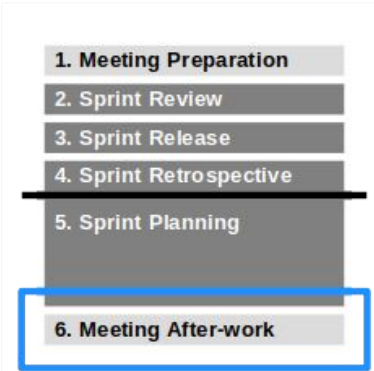 1. Meeting Preparation
2. Sprint Review
3. Sprint Release
4. Sprint Retrospective
5. Sprint Planning
6. Meeting After-work